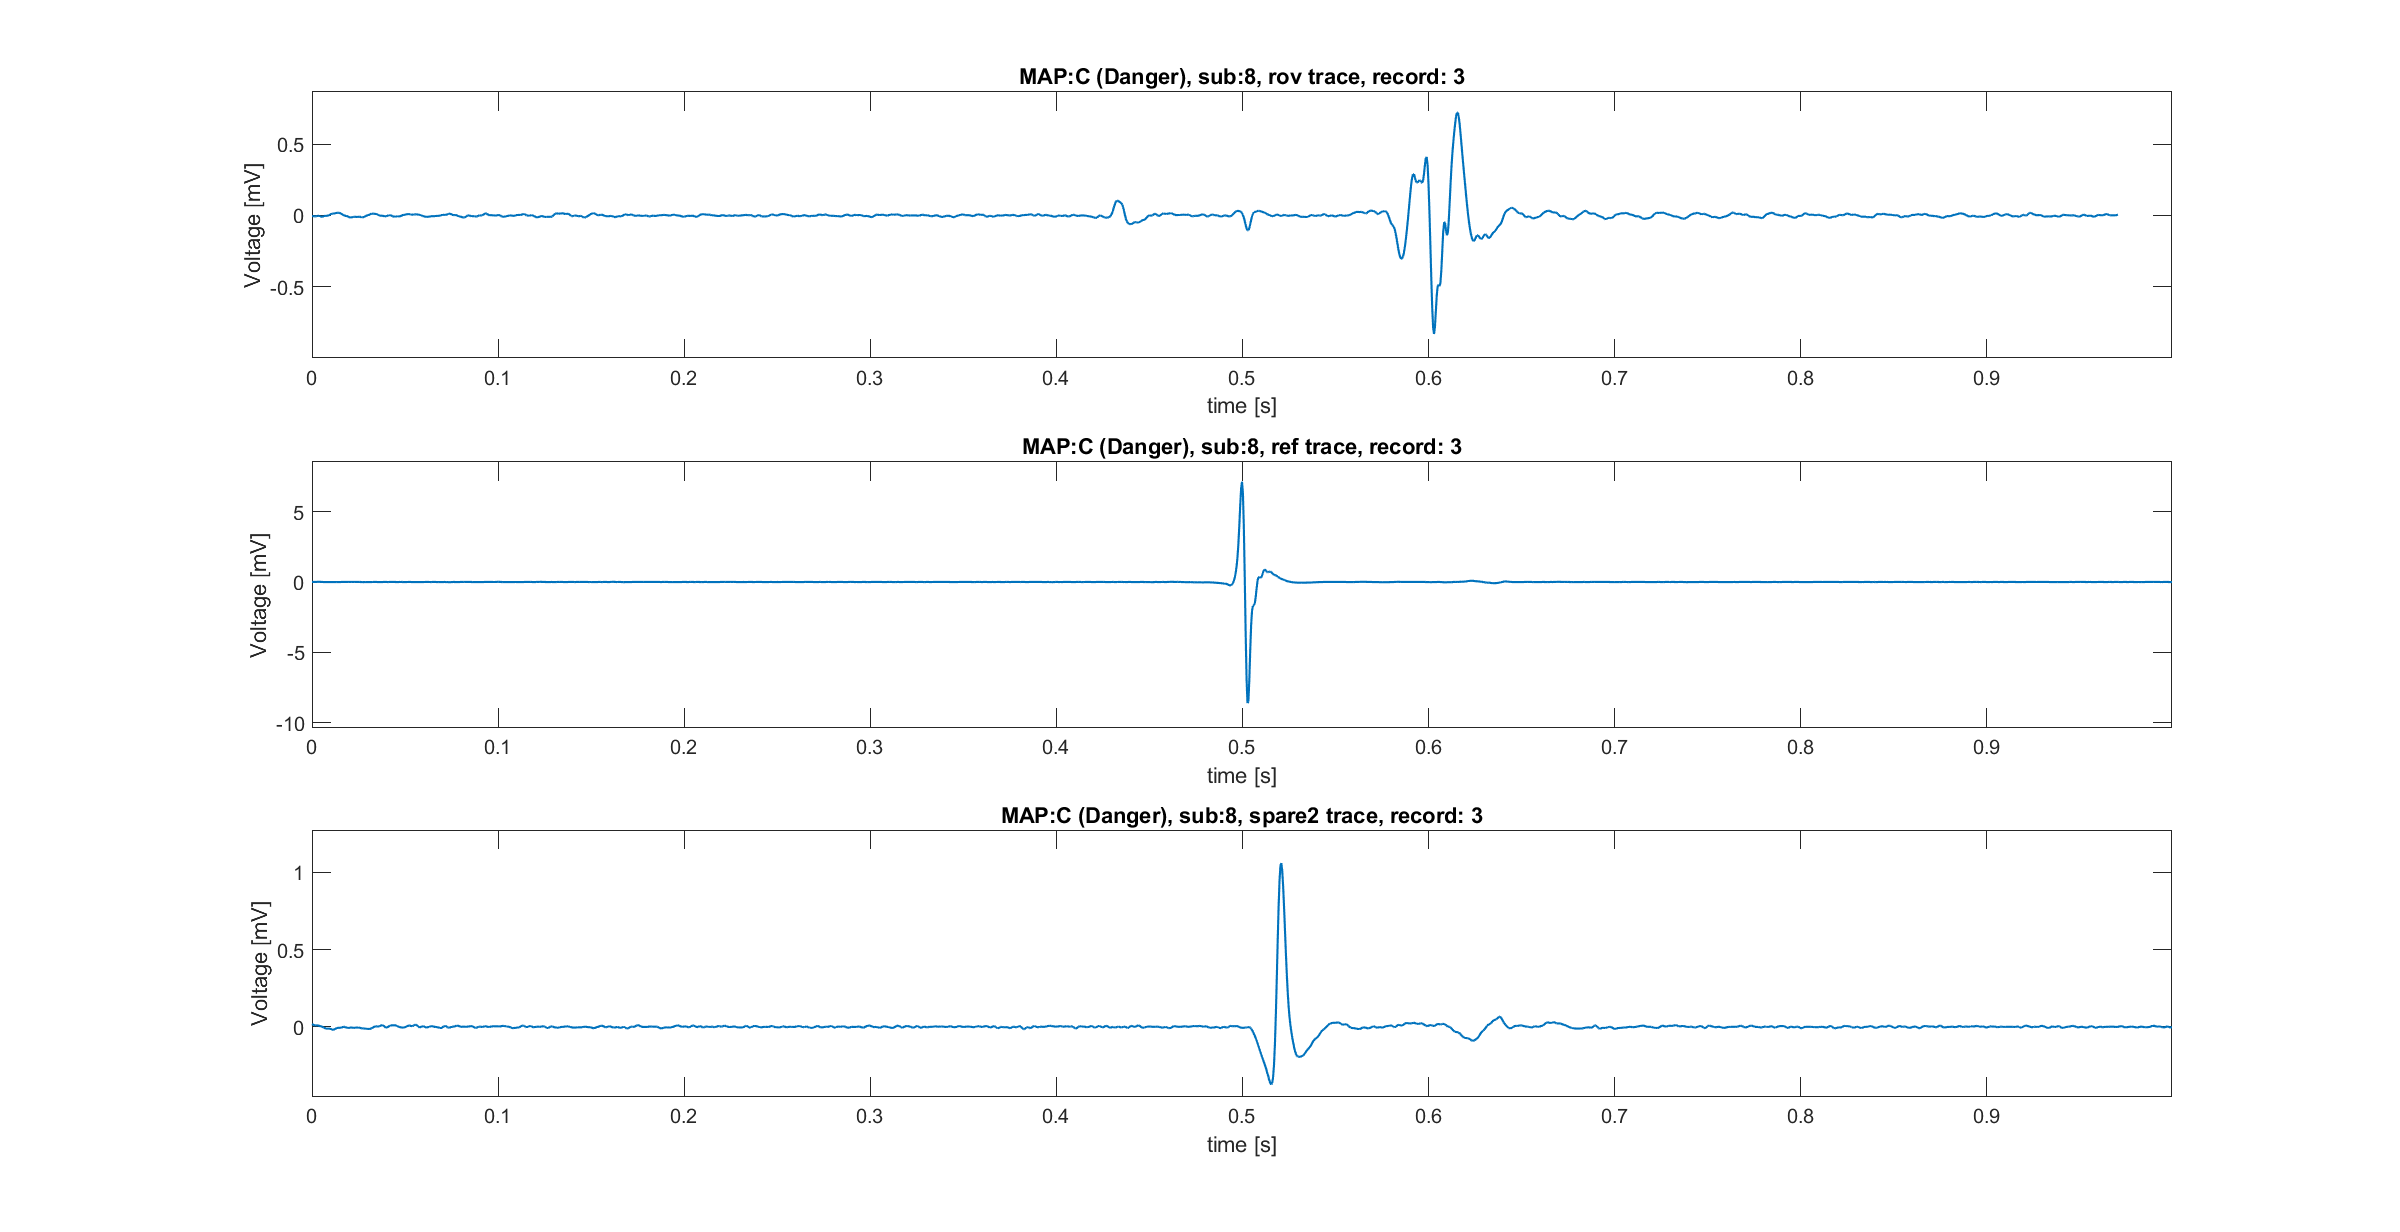 MAP:C (Danger), sub:8, rov trace, record: 3
Voltage [mV]
0.5
0
-0.5
0 0.1 0.2 0.3 0.4 0.5 0.6 0.7 0.8 0.9
time [s]
MAP:C (Danger), sub:8, ref trace, record: 3
Voltage [mV]
5
0
-5
-10
0 0.1 0.2 0.3 0.4 0.5 0.6 0.7 0.8 0.9
time [s]
MAP:C (Danger), sub:8, spare2 trace, record: 3
Voltage [mV]
1
0.5
0
0 0.1 0.2 0.3 0.4 0.5 0.6 0.7 0.8 0.9
time [s]